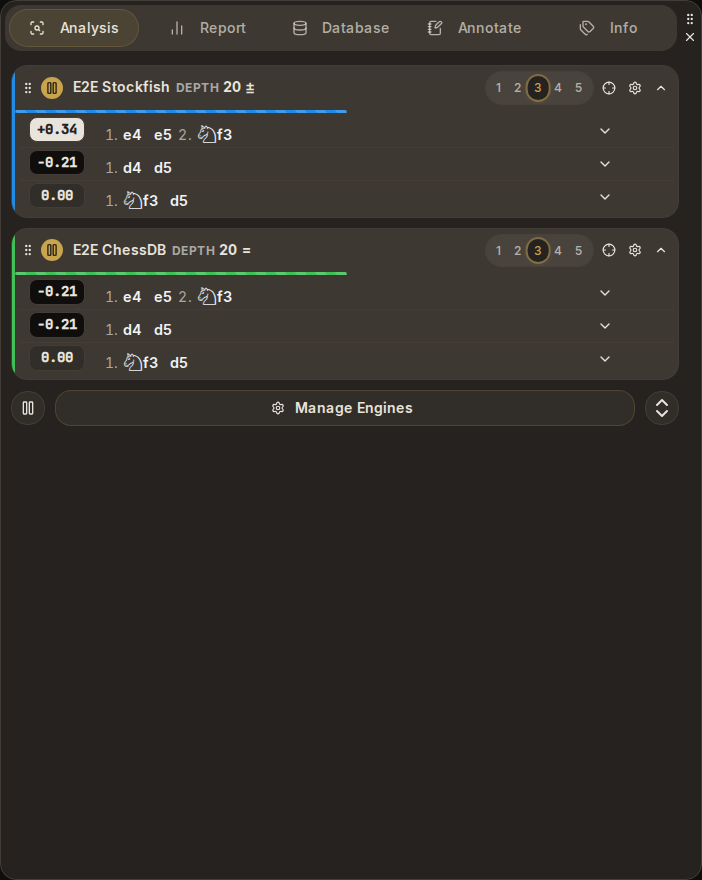 Analysis Report Database Annotate Info
E2E Stockfish DEPTH 20 ± 1 2 3 4 5
+0.34 1. e4 e5 2. ♘f3
-0.21 1. d4 d5
0.00 1. ♘f3 d5
E2E ChessDB DEPTH 20 = 1 2 3 4 5
-0.21 1. e4 e5 2. ♘f3
-0.21 1. d4 d5
0.00 1. ♘f3 d5
Manage Engines